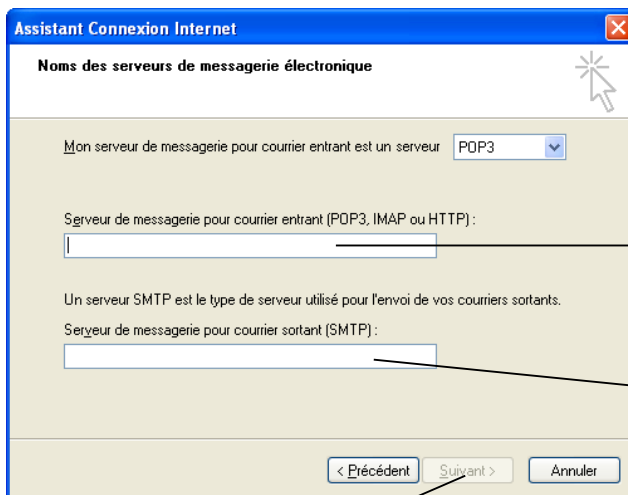 Assistant Connexion Internet
Noms des serveurs de messagerie électronique
Mon serveur de messagerie pour courrier entrant est un serveur POP3
Serveur de messagerie pour courrier entrant (POP3, IMAP ou HTTP) :
Un serveur SMTP est le type de serveur utilisé pour l'envoi de vos courriers sortants.
Serveur de messagerie pour courrier sortant (SMTP) :
< Précédent Suivant > Annuler